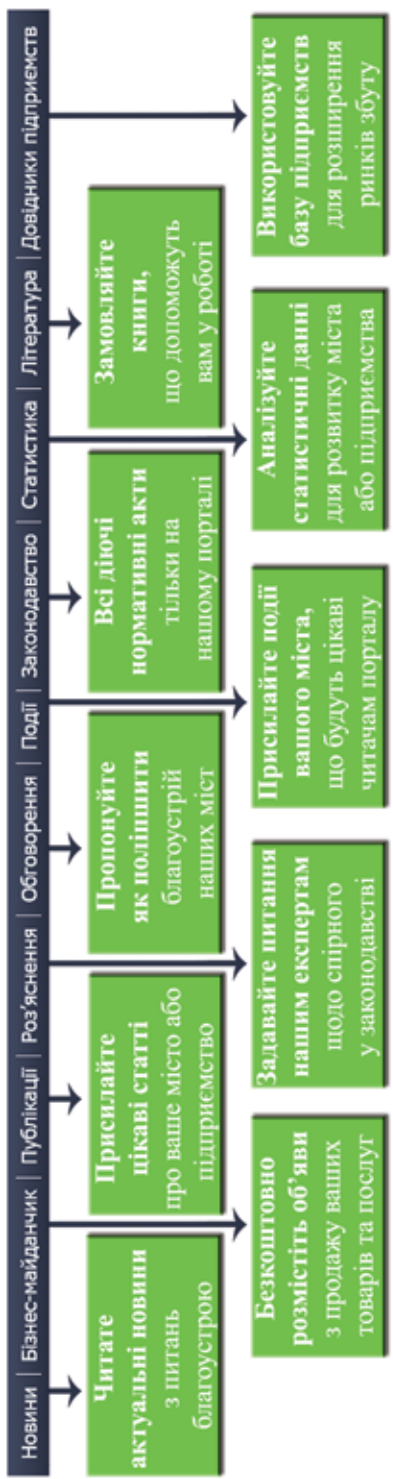 Новини | Бізнес-майданчик | Публікації | Роз’яснення | Обговорення | Події | Законодавство | Статистика | Література | Довідники підприємств
Читате
актуальні новини
з питань
благоустрою
Присилайте
цікаві статті
про ваше місто або
підприємство
Пропонуйте
як поліпшити
благоустрій
наших міст
Всі діючі
нормативні акти
тільки на
нашому порталі
Замовляйте
книги,
що допоможуть
вам у роботі
Безкоштовно
розмістіть об’яви
з продажу ваших
товарів та послуг
Задавайте питання
нашим експертам
щодо спірного
у законодавстві
Присилайте події
вашого міста,
що будуть цікаві
читачам порталу
Аналізуйте
статистичні данні
для розвитку міста
або підприємства
Використовуйте
базу підприємств
для розширення
ринків збуту